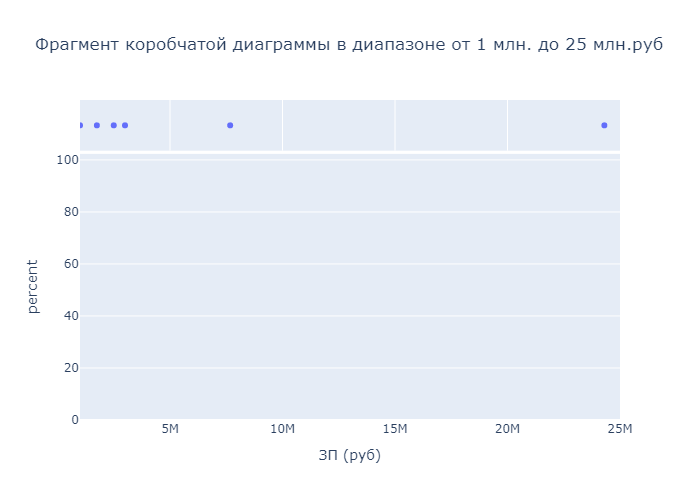 Фрагмент коробчатой диаграммы в диапазоне от 1 млн. до 25 млн.руб
100
80
60
40
20
0
percent
5M
10M
15M
20M
25M
ЗП (руб)